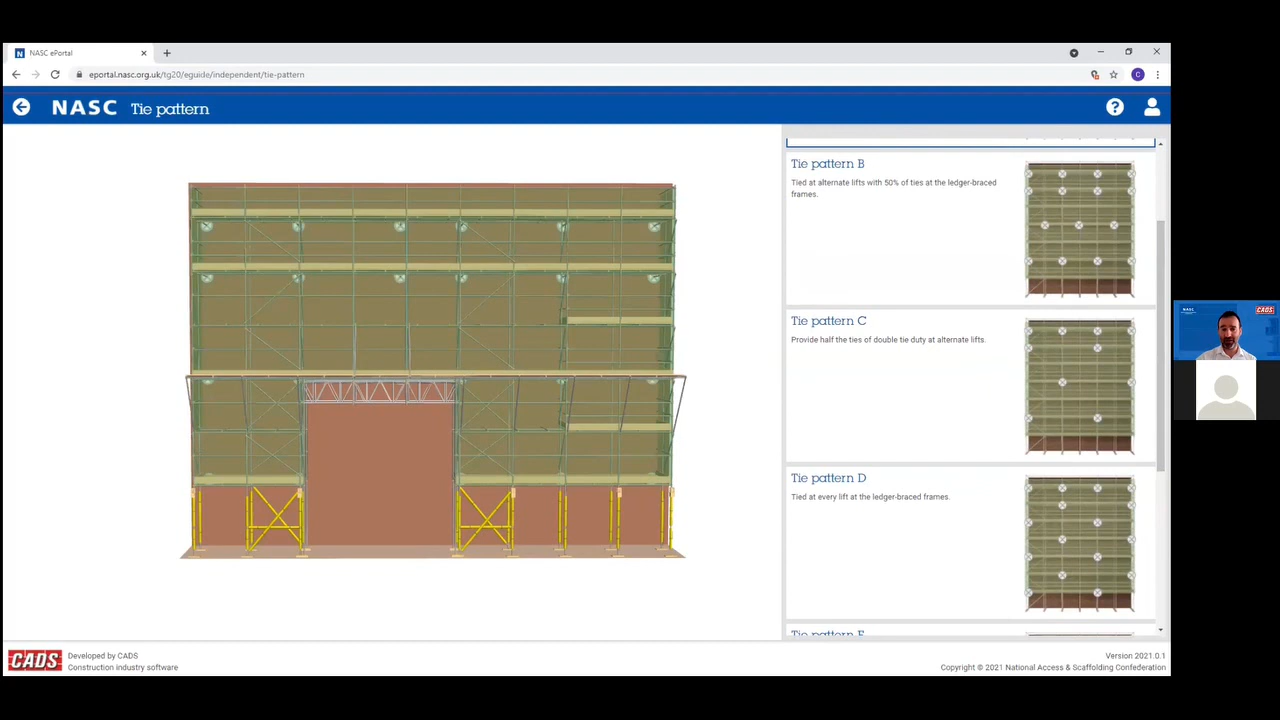 NASC ePortal
eportal.nasc.org.uk/tg20/eguide/independent/tie-pattern
C
NASC Tie pattern
Tie pattern B
Tied at alternate lifts with 50% of ties at the ledger-braced
frames.
Tie pattern C
Provide half the ties of double tie duty at alternate lifts.
Tie pattern D
Tied at every lift at the ledger-braced frames.
NASC
CADS
CADS
Developed by CADS
Construction industry software
Version 2021.0.1
Copyright © 2021 National Access & Scaffolding Confederation